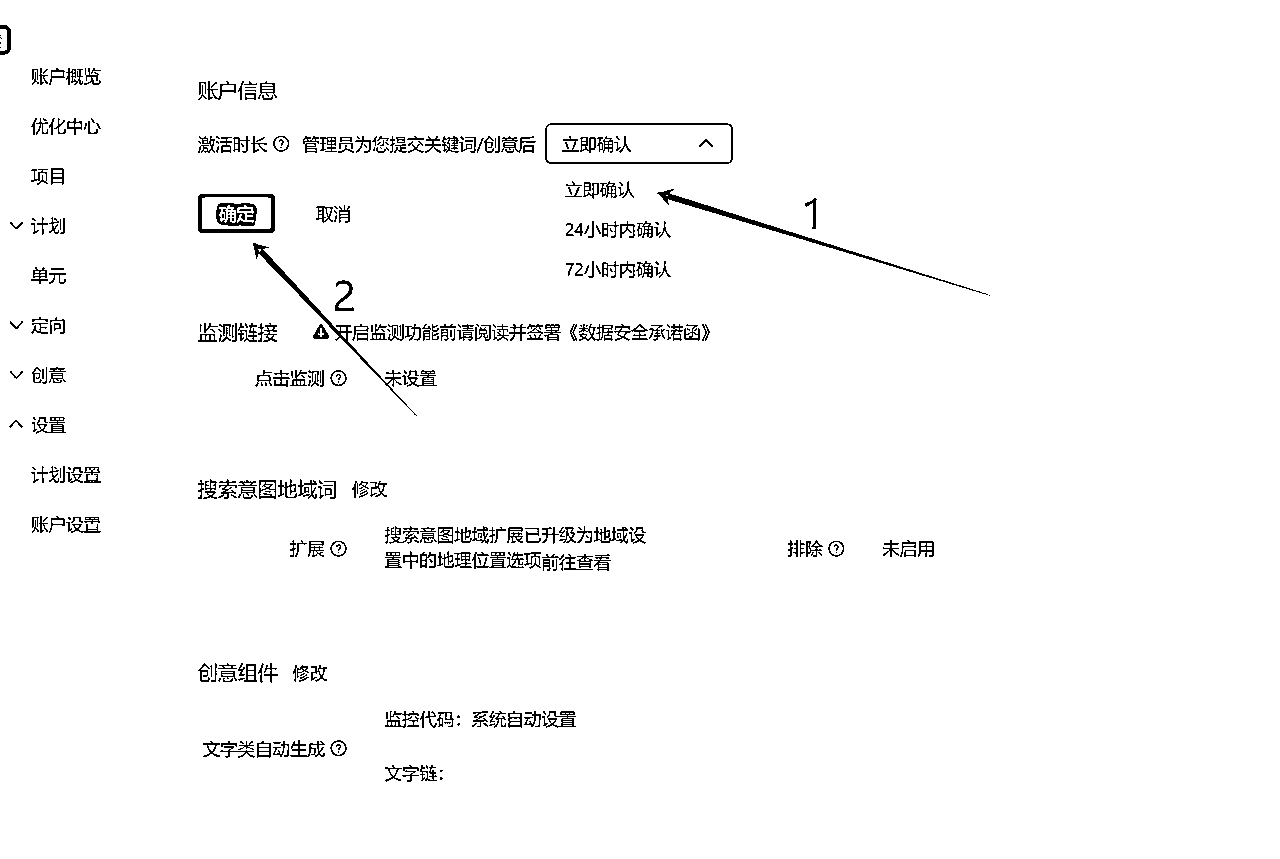 账户概览
优化中心
项目
计划
单元
定向
创意
设置
计划设置
账户设置
账户信息
激活时长 ? 管理员为您提交关键词/创意后 立即确认
立即确认
24小时内确认
72小时内确认
1
确定 取消
2
监测链接 开启监测功能前请阅读并签署《数据安全承诺函》
点击监测 ? 未设置
搜索意图地域词 修改
扩展 ? 搜索意图地域扩展已升级为地域设
置中的地理位置选项前往查看
排除 ? 未启用
创意组件 修改
文字类自动生成 ?
监控代码：系统自动设置
文字链：